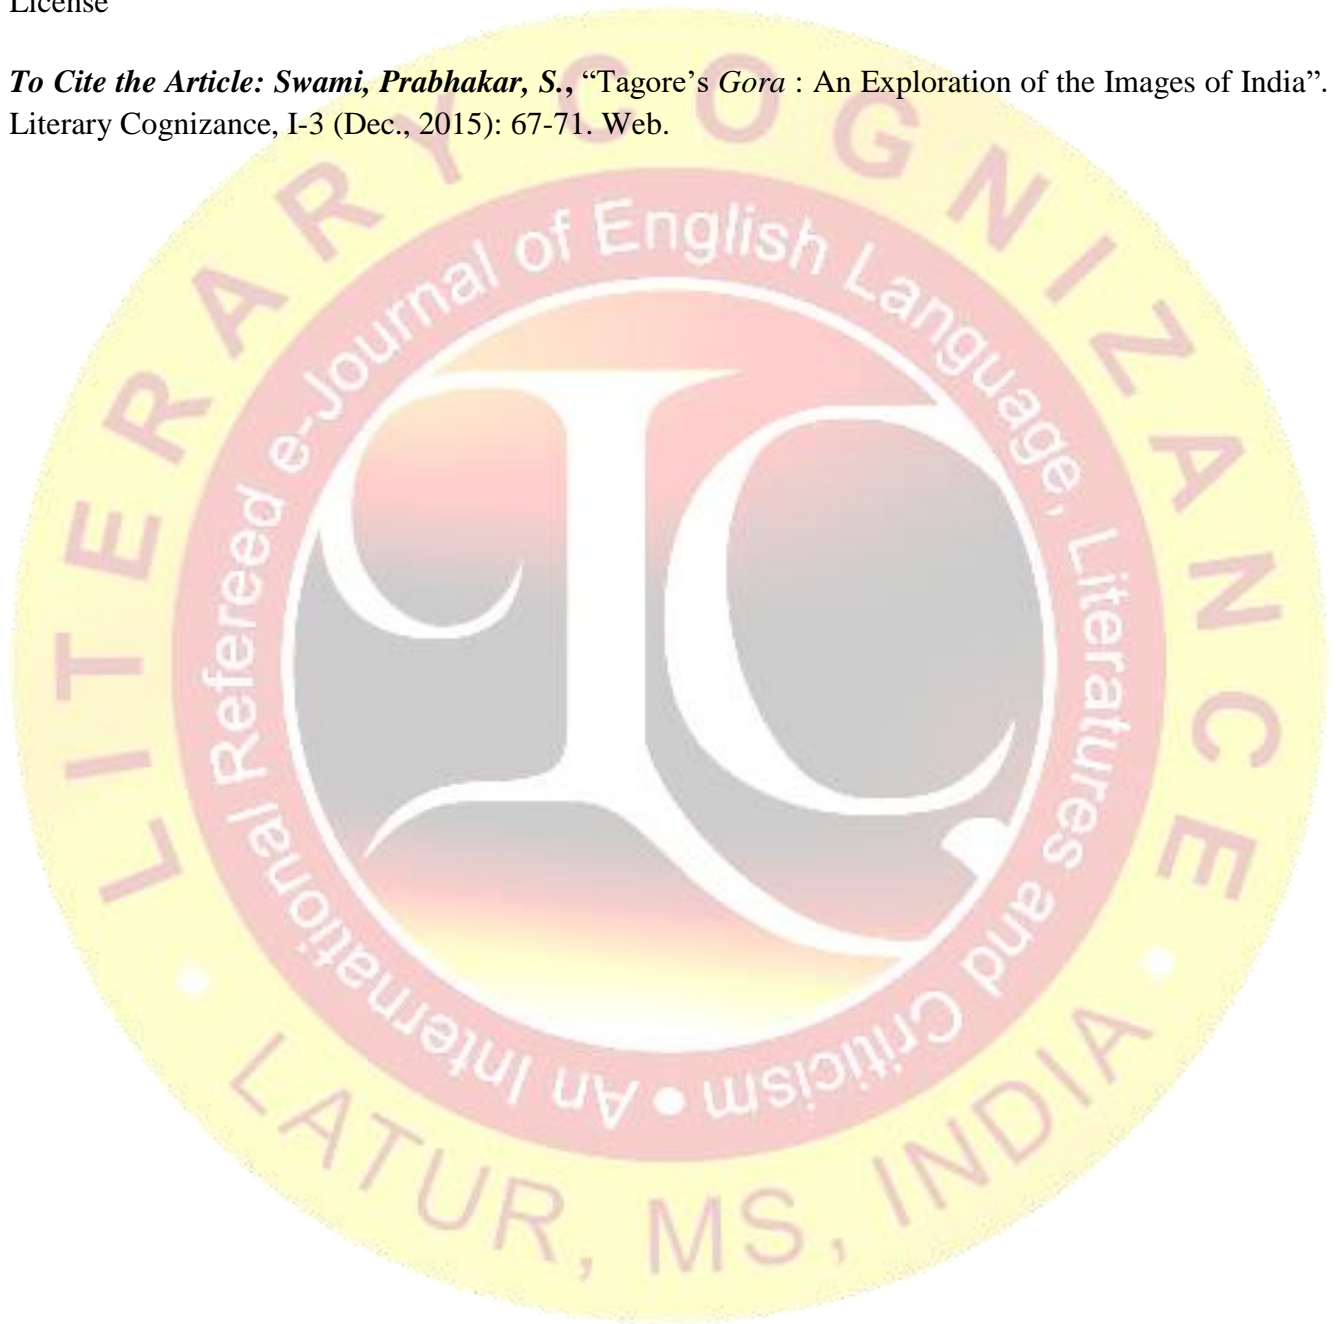 License
To Cite the Article: Swami, Prabhakar, S., “Tagore’s Gora : An Exploration of the Images of India”.
Literary Cognizance, I-3 (Dec., 2015): 67-71. Web.
LITERARY COGNIZANCE
An International Refereed e-Journal of English Language, Literatures and Criticism •
• LATUR, MS, INDIA •
LC